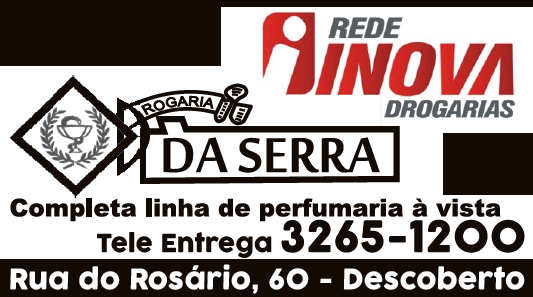 REDE
INOVA
DROGARIAS
DROGARIA
DA SERRA
Completa linha de perfumaria à vista
Tele Entrega 3265-1200
Rua do Rosário, 60 - Descoberto